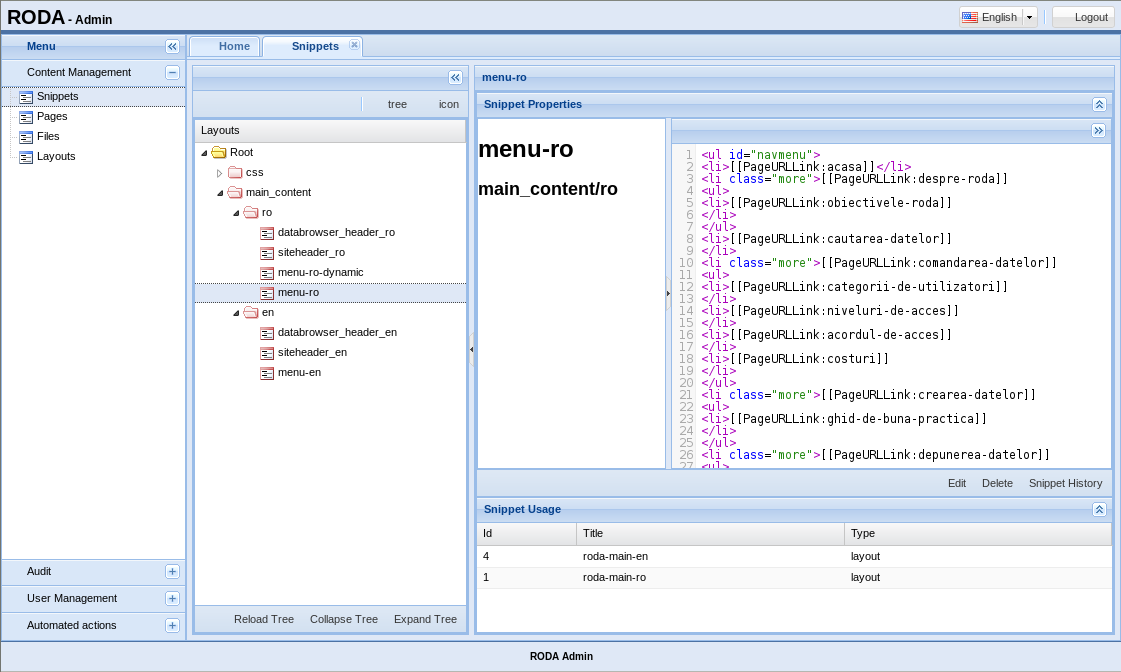 RODA - Admin
English
Logout
Menu
Content Management
Snippets
Pages
Files
Layouts
Audit
User Management
Automated actions
Home
Snippets
tree
icon
Layouts
Root
css
main_content
ro
databrowser_header_ro
siteheader_ro
menu-ro-dynamic
menu-ro
en
databrowser_header_en
siteheader_en
menu-en
Reload Tree Collapse Tree Expand Tree
menu-ro
Snippet Properties
menu-ro
main_content/ro
1 <ul id="navmenu">
2 <li>[[PageURLLink:acasa]]</li>
3 <li class="more">[[PageURLLink:despre-roda]]
4 <ul>
5 <li>[[PageURLLink:obiectivele-roda]]
6 </li>
7 </ul>
8 <li>[[PageURLLink:cautarea-datelor]]
9 </li>
10 <li class="more">[[PageURLLink:comandarea-datelor]]
11 <ul>
12 <li>[[PageURLLink:categorii-de-utilizatori]]
13 </li>
14 <li>[[PageURLLink:niveluri-de-acces]]
15 </li>
16 <li>[[PageURLLink:acordul-de-acces]]
17 </li>
18 <li>[[PageURLLink:costuri]]
19 </li>
20 </ul>
21 <li class="more">[[PageURLLink:crearea-datelor]]
22 <ul>
23 <li>[[PageURLLink:ghid-de-buna-practica]]
24 </li>
25 </ul>
26 <li class="more">[[PageURLLink:depunerea-datelor]]
27 <ul>
Edit Delete Snippet History
Snippet Usage
Id Title Type
4 roda-main-en layout
1 roda-main-ro layout
RODA Admin